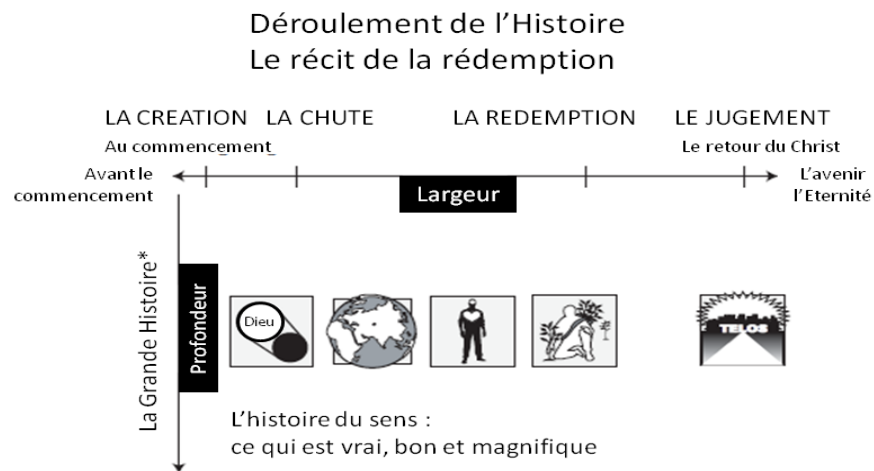 Déroulement de l’Histoire
Le récit de la rédemption
LA CREATION
LA CHUTE
LA REDEMPTION
LE JUGEMENT
Au commencement_
Le retour du Christ
Avant le
commencement
Largeur
L’avenir
l’Eternité
La Grande Histoire*
Profondeur
Dieu
TELOS
L’histoire du sens :
ce qui est vrai, bon et magnifique